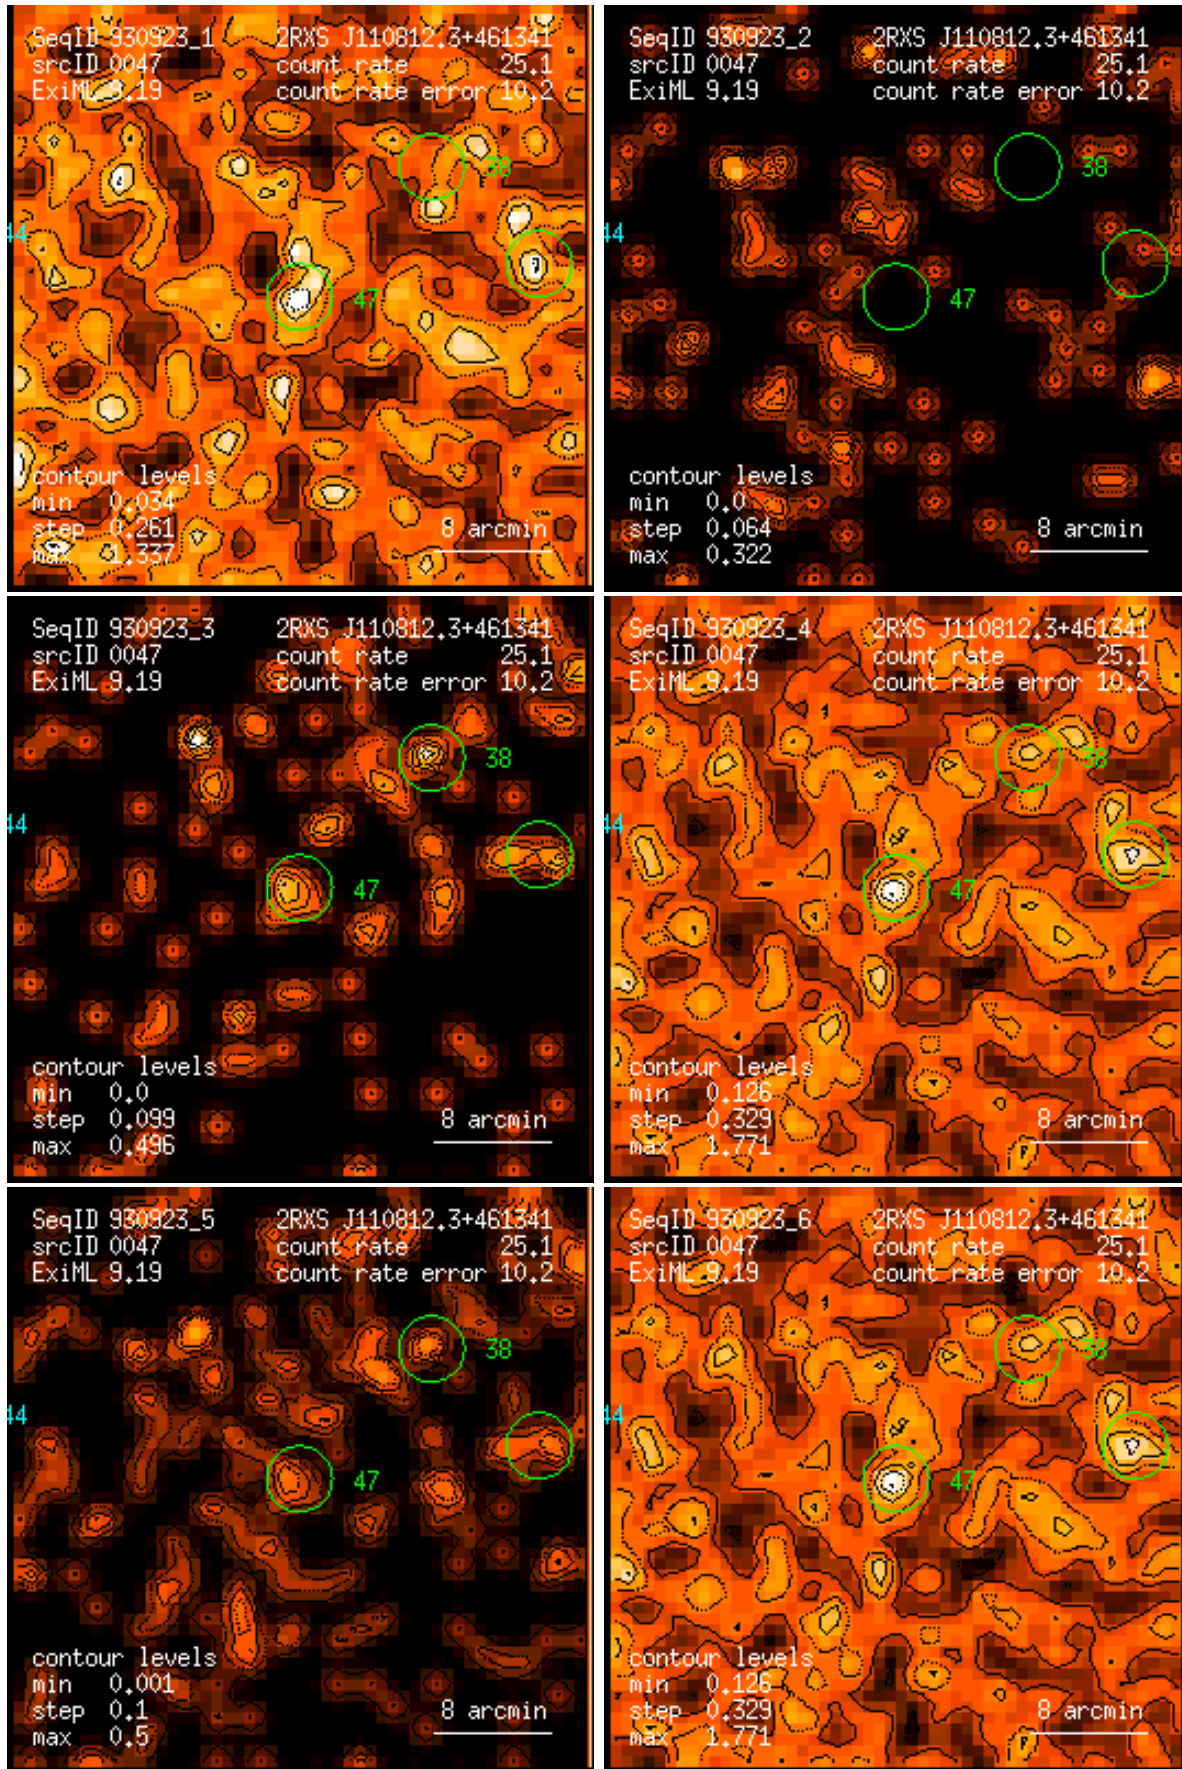 SeqID 930923_1 2RXS J110812.3+461341
srcID 0047 count rate 25.1
ExiML 9.19 count rate error 10.2
38
44
47
contour levels
min 0.034
step 0.261 8 arcmin
max 1.337
SeqID 930923_2 2RXS J110812.3+461341
srcID 0047 count rate 25.1
ExiML 9.19 count rate error 10.2
38
44
47
contour levels
min 0.0
step 0.064 8 arcmin
max 0.322
SeqID 930923_3 2RXS J110812.3+461341
srcID 0047 count rate 25.1
ExiML 9.19 count rate error 10.2
38
44
47
contour levels
min 0.0
step 0.099 8 arcmin
max 0.496
SeqID 930923_4 2RXS J110812.3+461341
srcID 0047 count rate 25.1
ExiML 9.19 count rate error 10.2
38
44
47
contour levels
min 0.126
step 0.329 8 arcmin
max 1.771
SeqID 930923_5 2RXS J110812.3+461341
srcID 0047 count rate 25.1
ExiML 9.19 count rate error 10.2
38
44
47
contour levels
min 0.001
step 0.1 8 arcmin
max 0.5
SeqID 930923_6 2RXS J110812.3+461341
srcID 0047 count rate 25.1
ExiML 9.19 count rate error 10.2
38
44
47
contour levels
min 0.126
step 0.329 8 arcmin
max 1.771